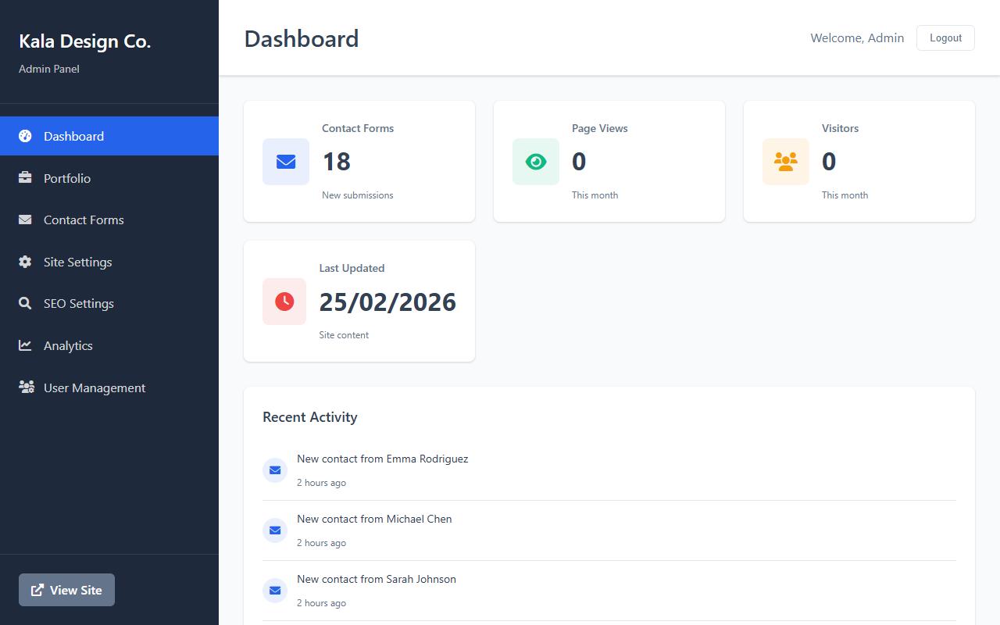 Kala Design Co.
Admin Panel
Dashboard
Portfolio
Contact Forms
Site Settings
SEO Settings
Analytics
User Management
View Site
Dashboard
Welcome, Admin
Logout
Contact Forms
18
New submissions
Page Views
0
This month
Visitors
0
This month
Last Updated
25/02/2026
Site content
Recent Activity
New contact from Emma Rodriguez
2 hours ago
New contact from Michael Chen
2 hours ago
New contact from Sarah Johnson
2 hours ago